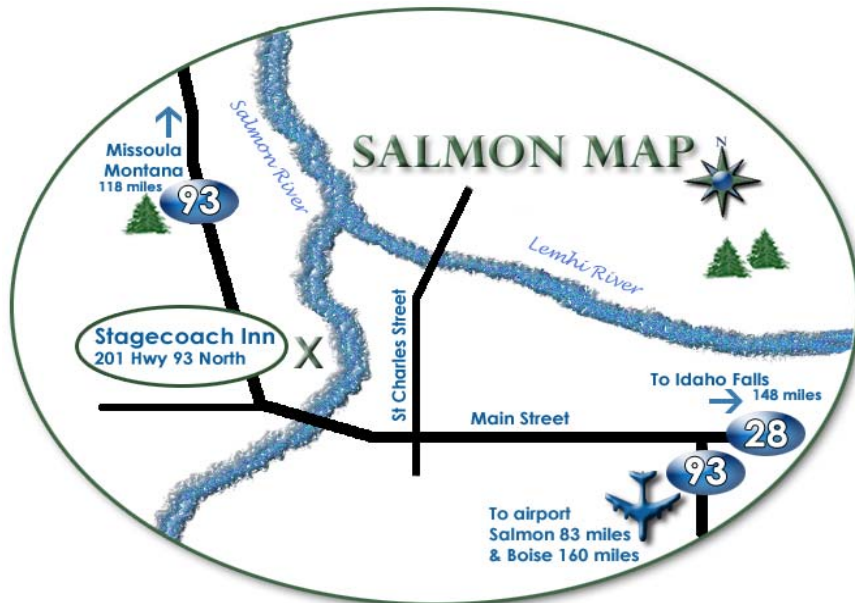 SALMON MAP
N
Missoula
Montana
118 miles
93
Salmon River
Lemhi River
Stagecoach Inn
201 Hwy 93 North
X
St Charles Street
Main Street
To Idaho Falls
148 miles
28
93
To airport
Salmon 83 miles
& Boise 160 miles